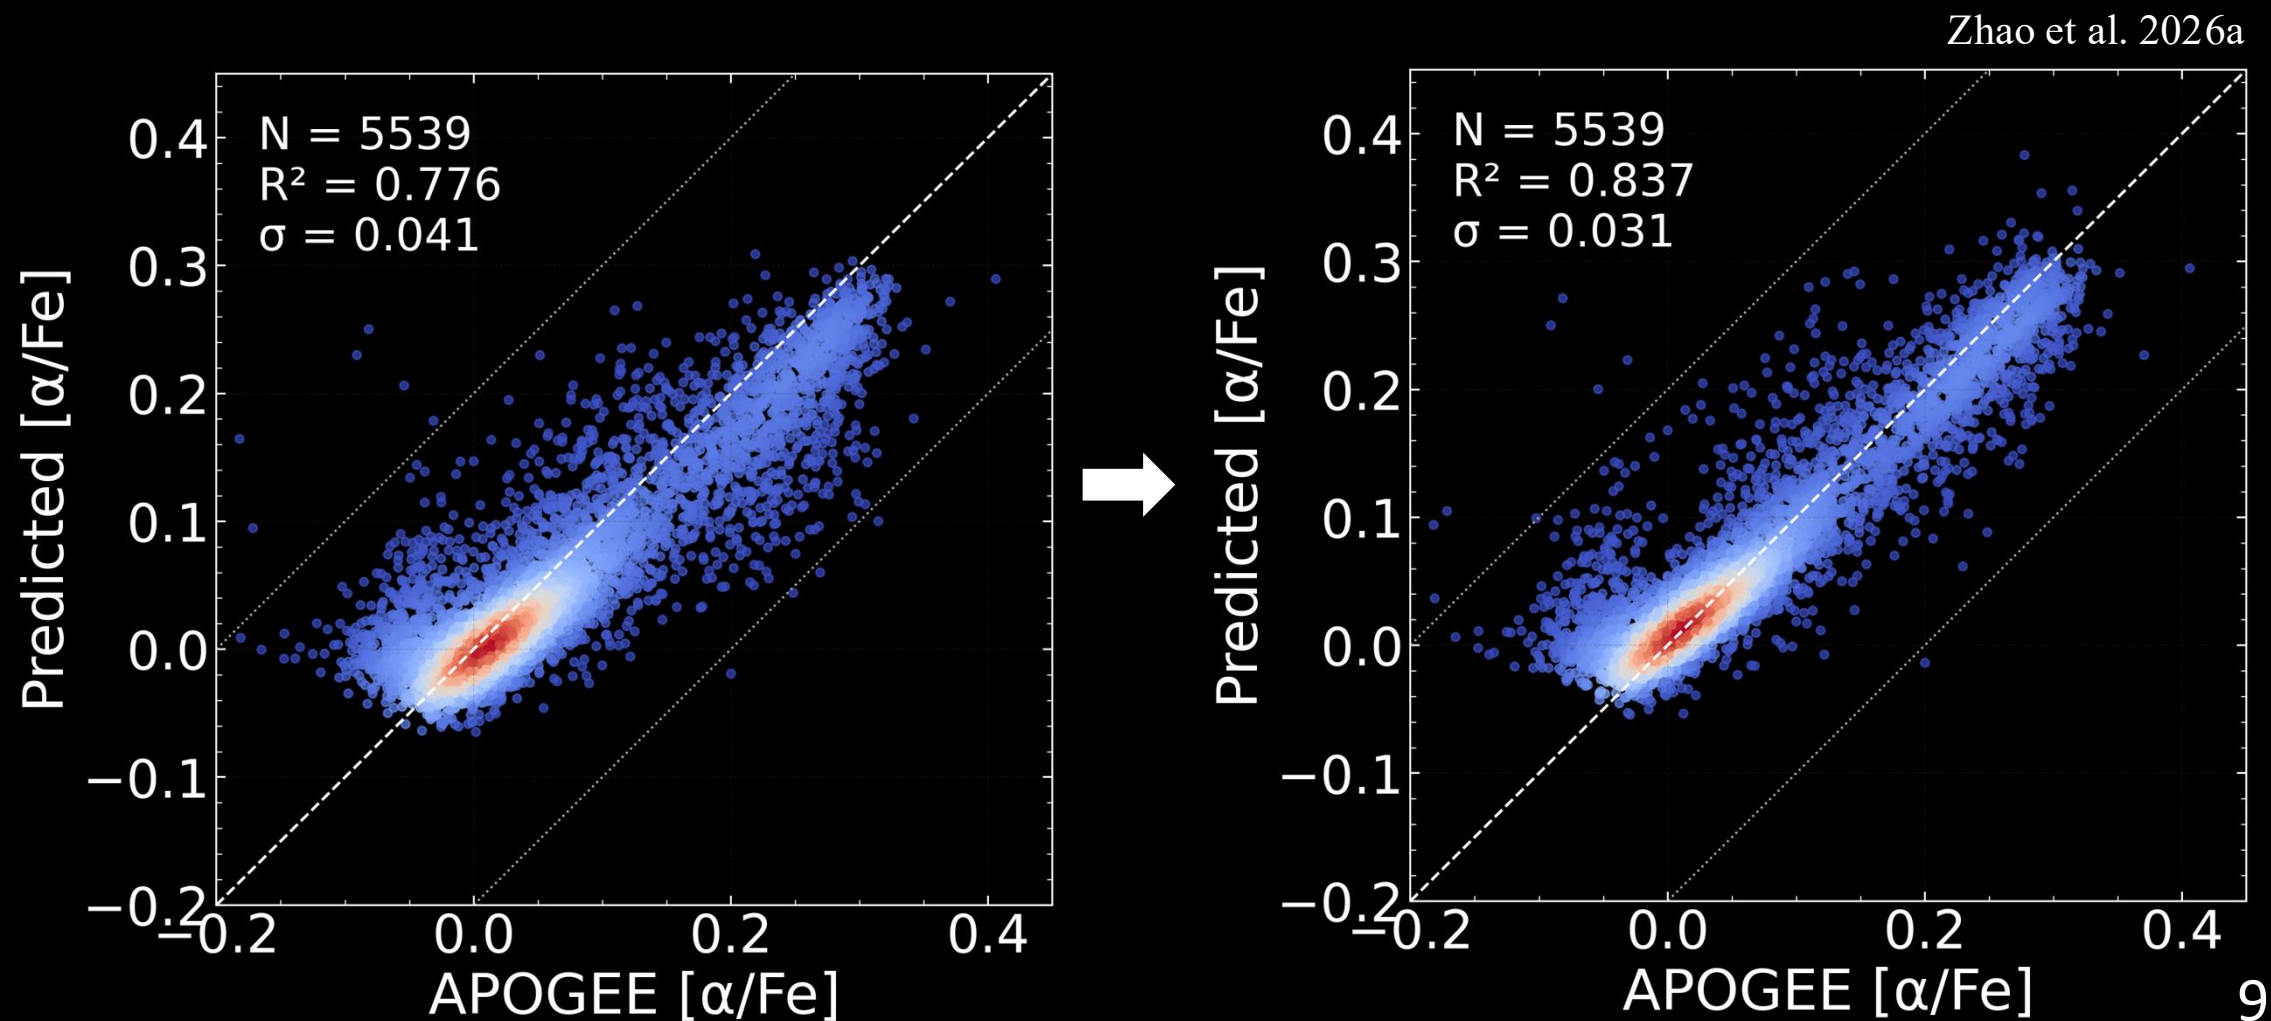 Zhao et al. 2026a
N = 5539
R² = 0.776
σ = 0.041
Predicted [α/Fe]
0.4
0.3
0.2
0.1
0.0
−0.1
−0.2
−0.2 0.0 0.2 0.4
APOGEE [α/Fe]
N = 5539
R² = 0.837
σ = 0.031
Predicted [α/Fe]
0.4
0.3
0.2
0.1
0.0
−0.1
−0.2
−0.2 0.0 0.2 0.4
APOGEE [α/Fe]
9